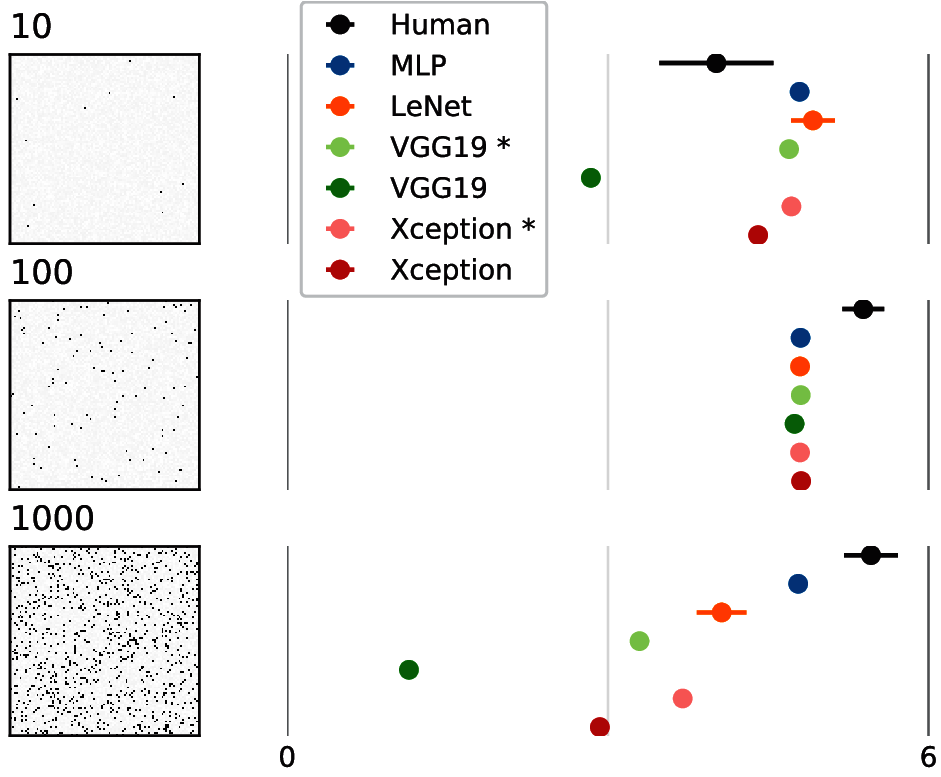 10
Human
MLP
LeNet
VGG19 *
VGG19
Xception *
Xception
100
1000
0
6